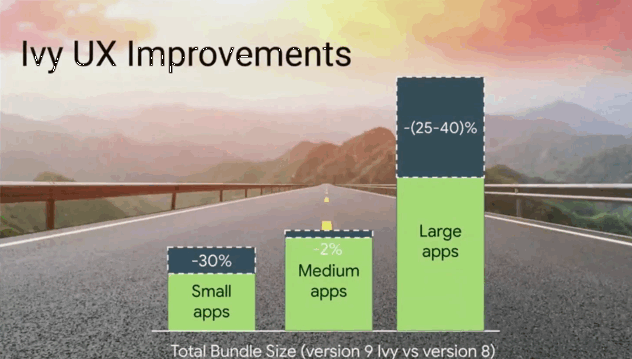 Ivy UX Improvements
-(25-40)%
Large
apps
-30%
-2%
Small
apps
Medium
apps
Total Bundle Size (version 9 Ivy vs version 8)